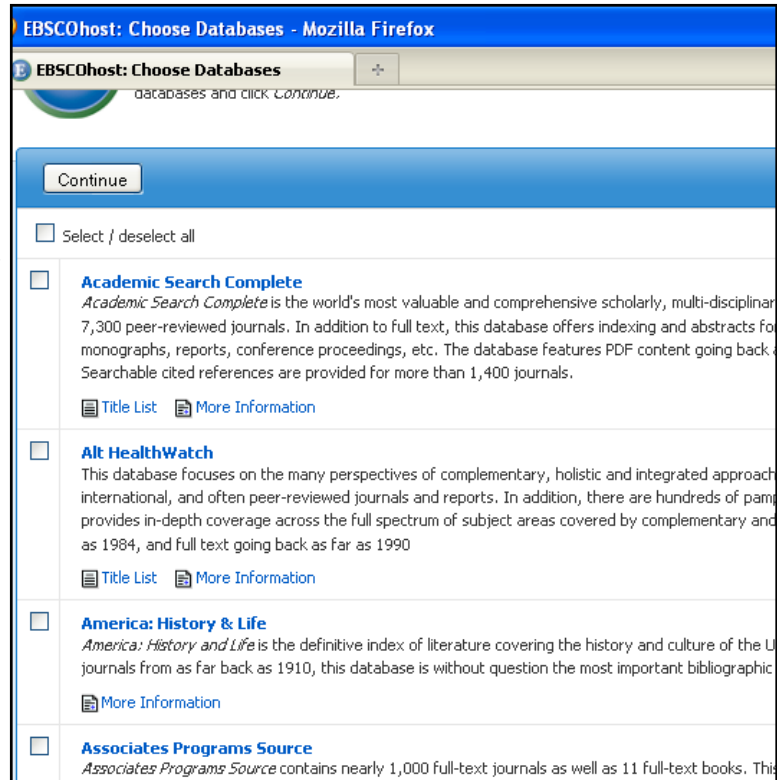 EBSCOhost: Choose Databases - Mozilla Firefox
EBSCOhost: Choose Databases
databases and click Continue.
Continue
Select / deselect all
Academic Search Complete
Academic Search Complete is the world's most valuable and comprehensive scholarly, multi-disciplinar
7,300 peer-reviewed journals. In addition to full text, this database offers indexing and abstracts fo
monographs, reports, conference proceedings, etc. The database features PDF content going back
Searchable cited references are provided for more than 1,400 journals.
Title List More Information
Alt HealthWatch
This database focuses on the many perspectives of complementary, holistic and integrated approach
international, and often peer-reviewed journals and reports. In addition, there are hundreds of pam
provides in-depth coverage across the full spectrum of subject areas covered by complementary and
as 1984, and full text going back as far as 1990
Title List More Information
America: History & Life
America: History and Life is the definitive index of literature covering the history and culture of the U
journals from as far back as 1910, this database is without question the most important bibliographic
More Information
Associates Programs Source
Associates Programs Source contains nearly 1,000 full-text journals as well as 11 full-text books. This